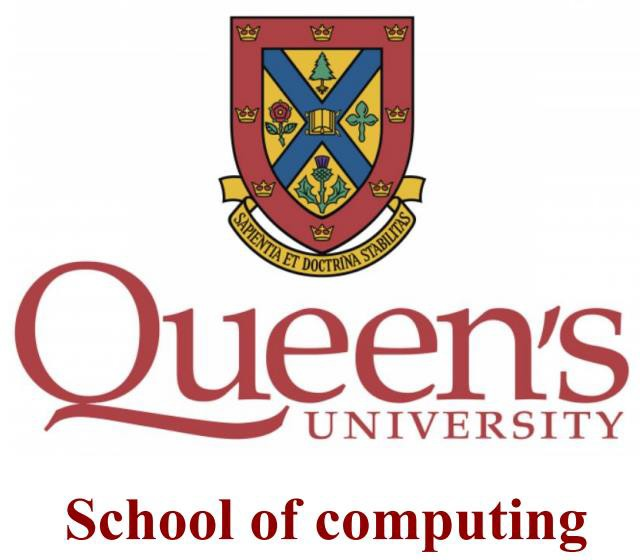 SAPIENTIA ET DOCTRINA STABILITAS
Queen's
UNIVERSITY
School of computing